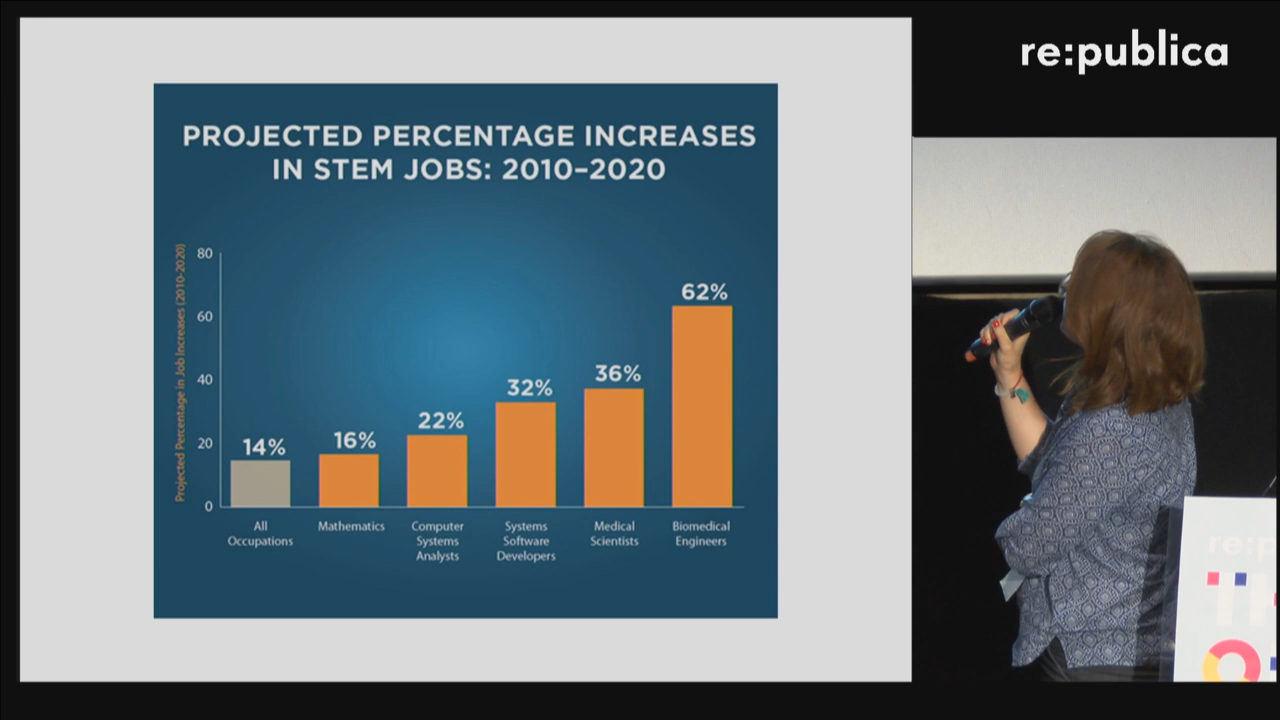 re:publica
PROJECTED PERCENTAGE INCREASES
IN STEM JOBS: 2010–2020
Projected Percentage in Job Increases (2010-2020)
80
60
40
20
0
14%
16%
22%
32%
36%
62%
All
Occupations
Mathematics
Computer
Systems
Analysts
Systems
Software
Developers
Medical
Scientists
Biomedical
Engineers
re:p